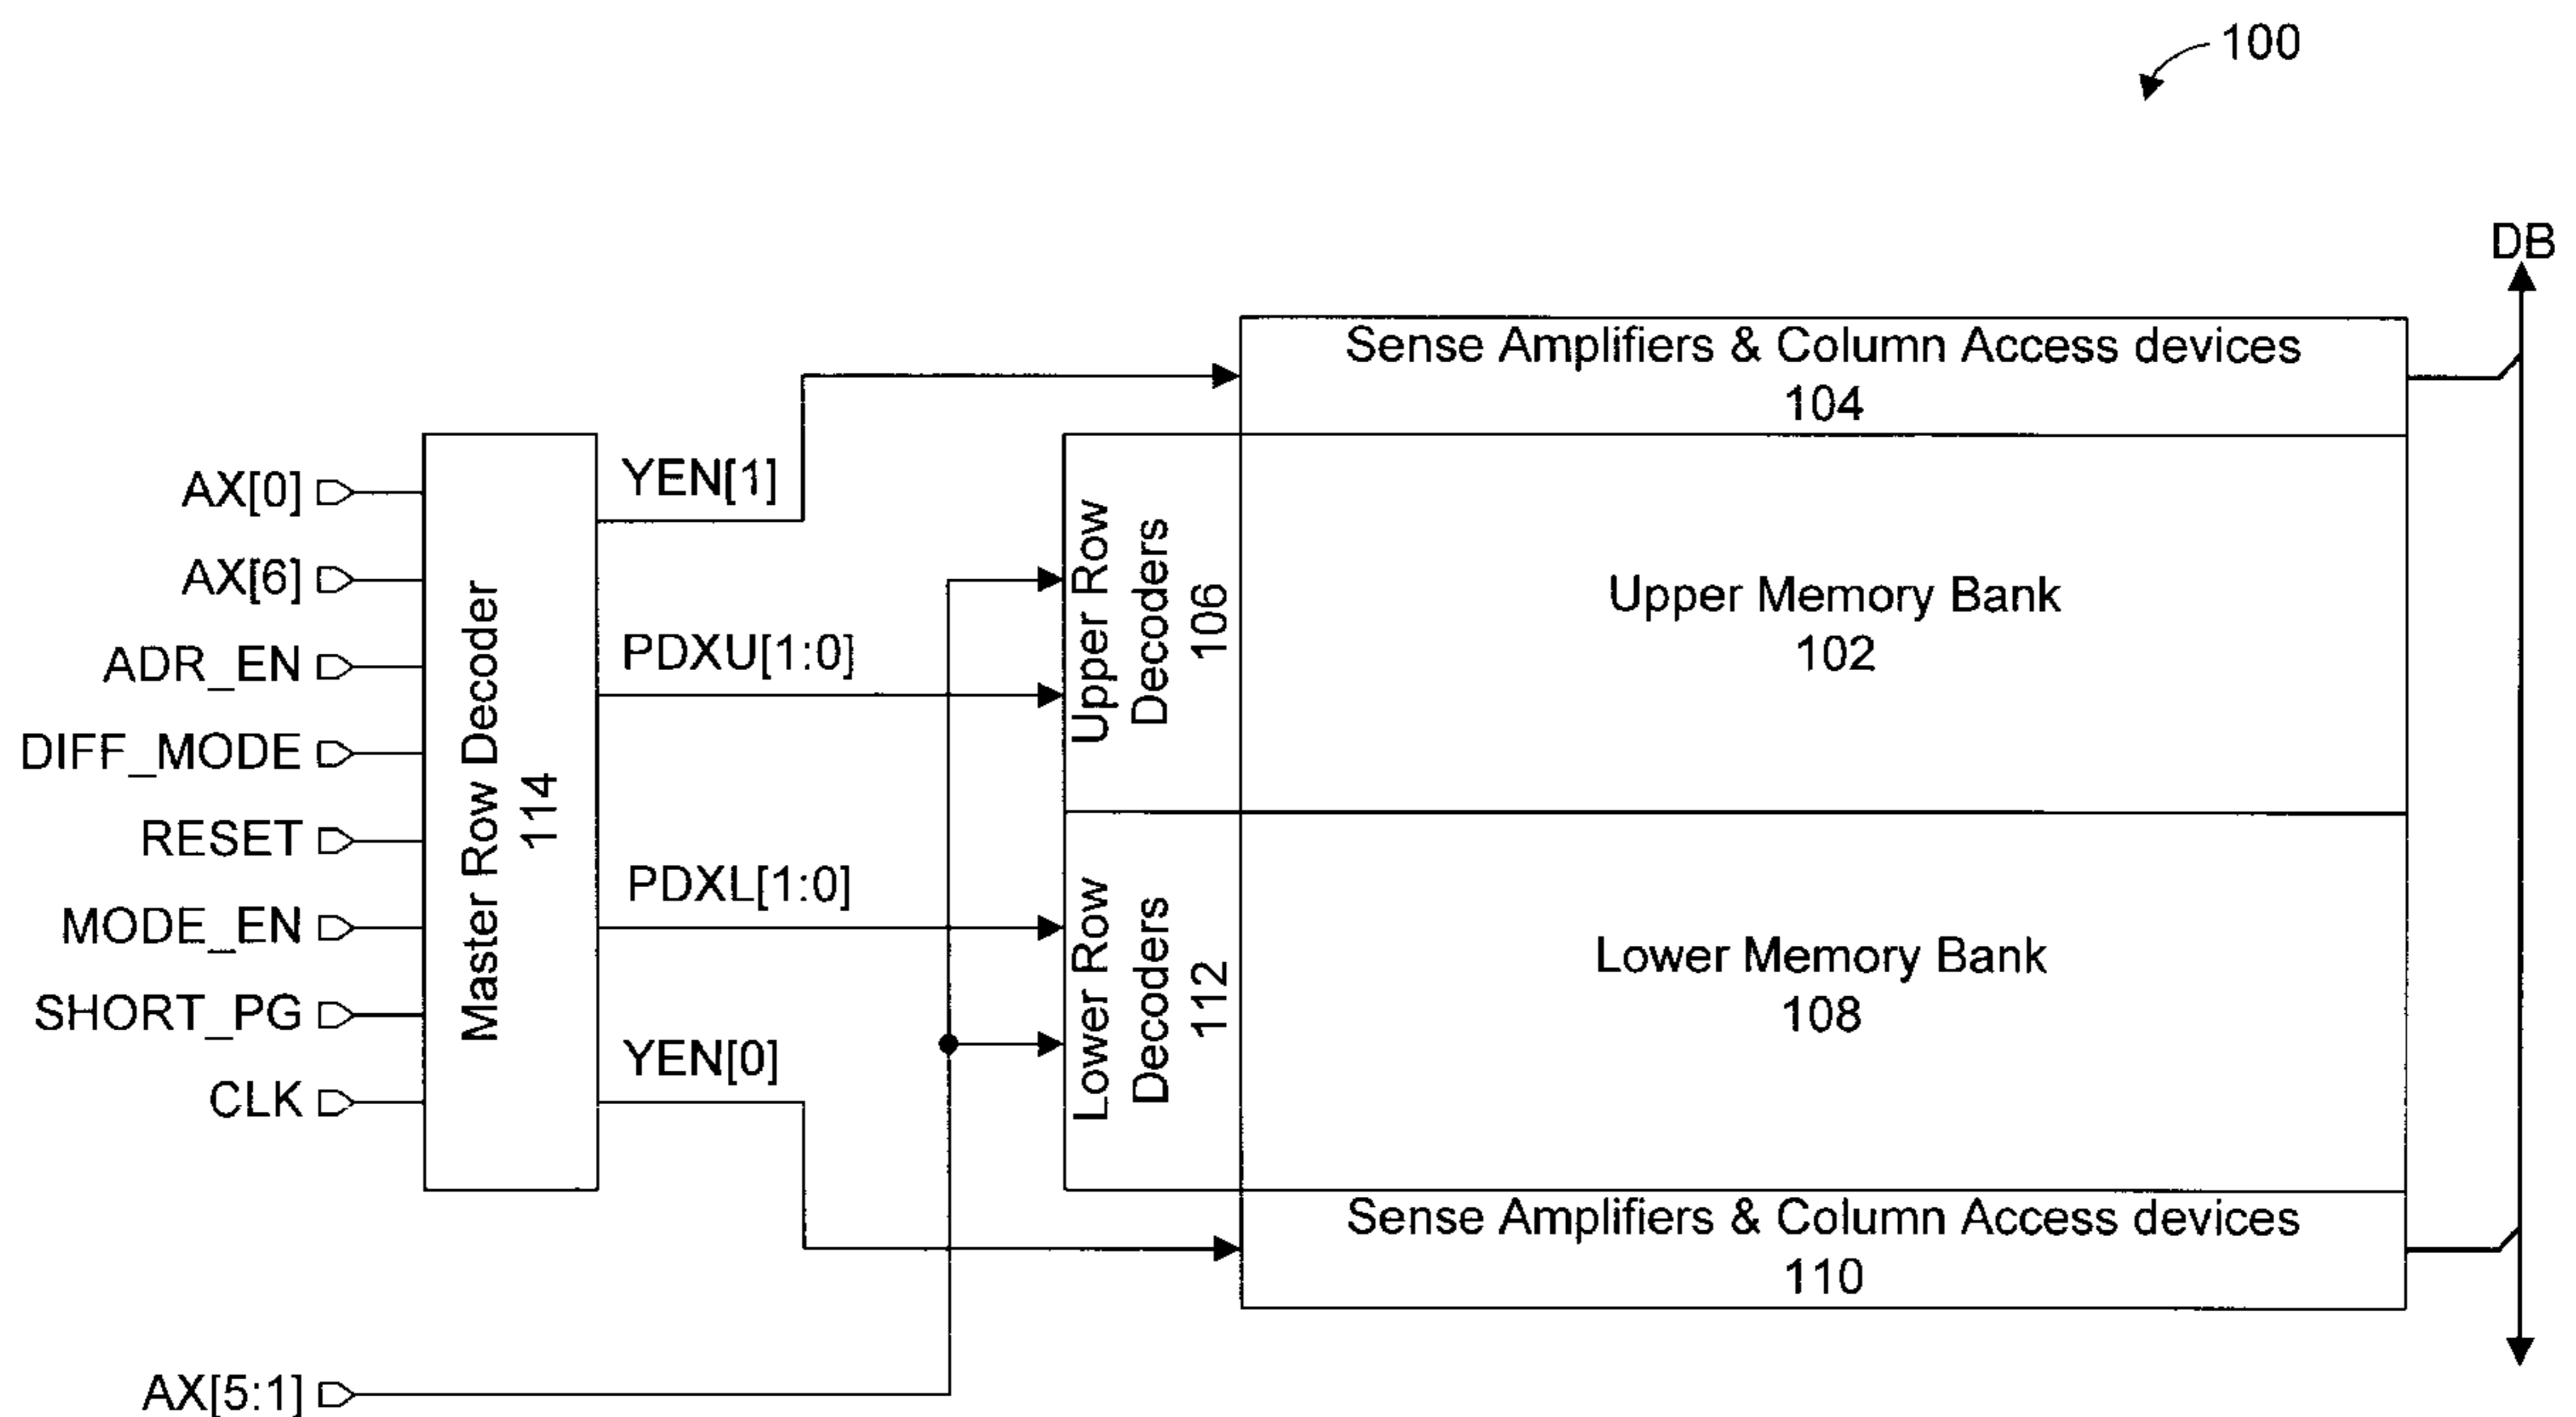 100
DB
Sense Amplifiers & Column Access devices
104
AX[0]
AX[6]
ADR_EN
DIFF_MODE
RESET
MODE_EN
SHORT_PG
CLK
AX[5:1]
Master Row Decoder
114
YEN[1]
PDXU[1:0]
PDXL[1:0]
YEN[0]
Upper Row
Decoders
106
Upper Memory Bank
102
Lower Row
Decoders
112
Lower Memory Bank
108
Sense Amplifiers & Column Access devices
110